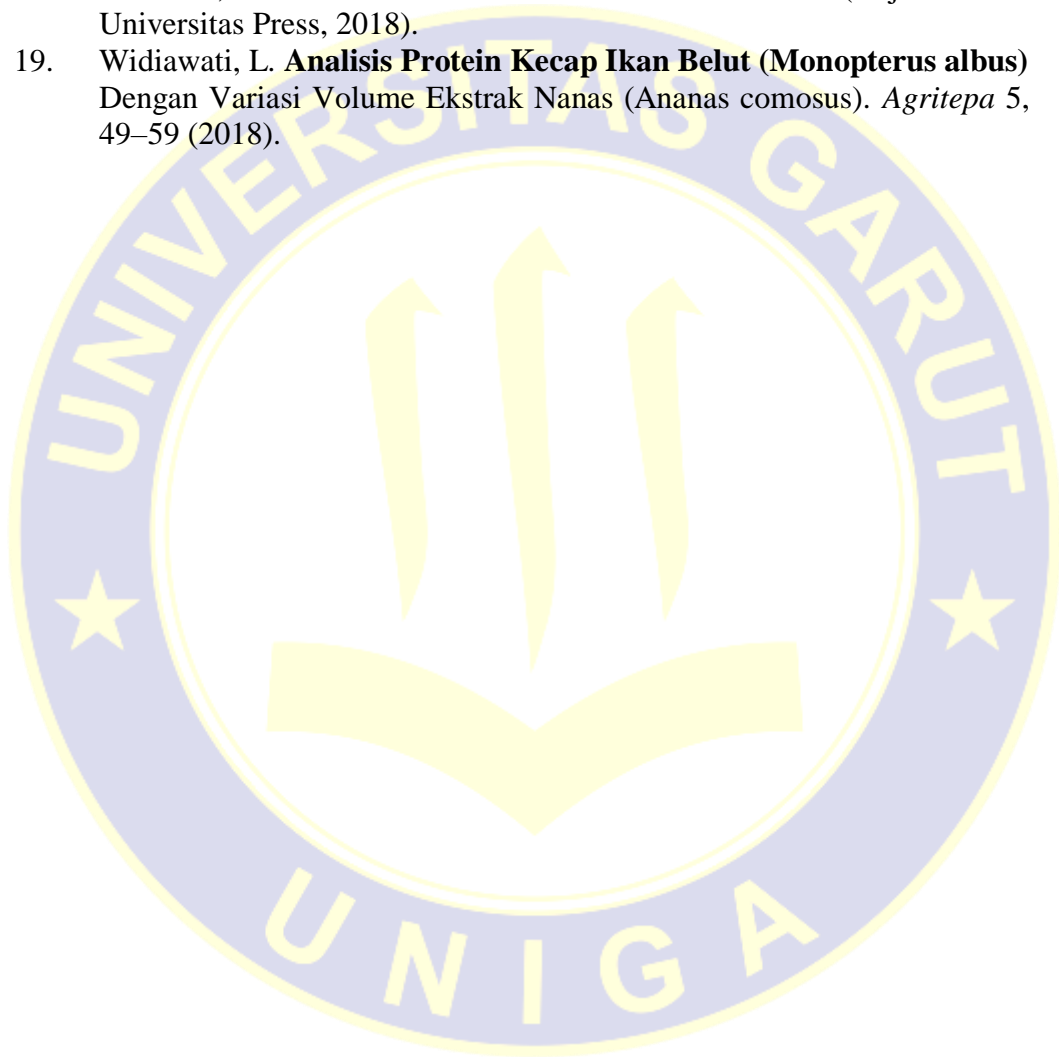 Universitas Press, 2018).
19. Widiawati, L. Analisis Protein Kecap Ikan Belut (Monopterus albus)
Dengan Variasi Volume Ekstrak Nanas (Ananas comosus). Agritepa 5,
49–59 (2018).
UNIVERSITAS GARUT
UNIGA